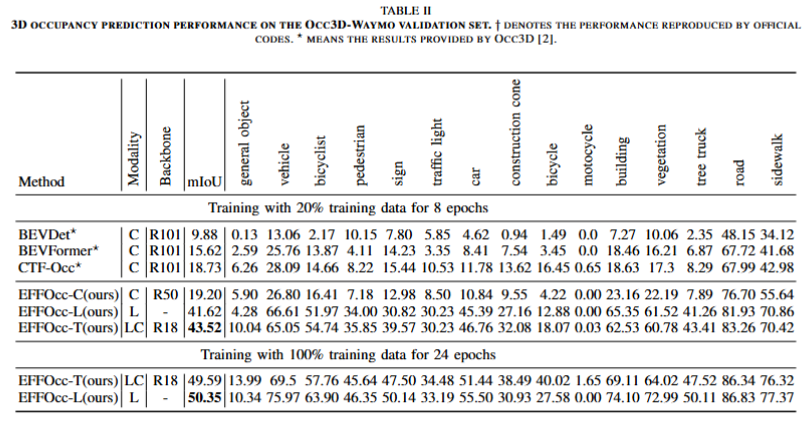 TABLE II
3D OCCUPANCY PREDICTION PERFORMANCE ON THE OCC3D-WAYMO VALIDATION SET. † DENOTES THE PERFORMANCE REPRODUCED BY OFFICIAL
CODES. * MEANS THE RESULTS PROVIDED BY OCC3D [2].
Method Modality Backbone mIoU general object vehicle bicyclist pedestrian sign traffic light car construction cone bicycle motocycle building vegetation tree truck road sidewalk
Training with 20% training data for 8 epochs
BEVDet* C R101 9.88 0.13 13.06 2.17 10.15 7.80 5.85 4.62 0.94 1.49 0.0 7.27 10.06 2.35 48.15 34.12
BEVFormer* C R101 15.62 2.59 25.76 13.87 4.11 14.23 3.35 8.41 7.54 3.45 0.0 18.46 16.21 6.87 67.72 41.68
CTF-Occ* C R101 18.73 6.26 28.09 14.66 8.22 15.44 10.53 11.78 13.62 16.45 0.65 18.63 17.3 8.29 67.99 42.98
EFFOcc-C(ours) C R50 19.20 5.90 26.80 16.41 7.18 12.98 8.50 10.84 9.55 4.22 0.00 23.16 22.19 7.89 76.70 55.64
EFFOcc-L(ours) L - 41.62 4.28 66.61 51.97 34.00 30.82 30.23 45.39 27.16 12.88 0.00 65.35 61.52 41.26 81.93 70.86
EFFOcc-T(ours) LC R18 43.52 10.04 65.05 54.74 35.85 39.57 30.23 46.76 32.08 18.07 0.03 62.53 60.78 43.41 83.26 70.42
Training with 100% training data for 24 epochs
EFFOcc-T(ours) LC R18 49.59 13.99 69.5 57.76 45.64 47.50 34.48 51.44 38.49 40.02 1.65 69.11 64.02 47.52 86.34 76.32
EFFOcc-L(ours) L - 50.35 10.34 75.97 63.90 46.35 50.14 33.19 55.50 30.93 27.58 0.00 74.10 72.99 50.11 86.83 77.37